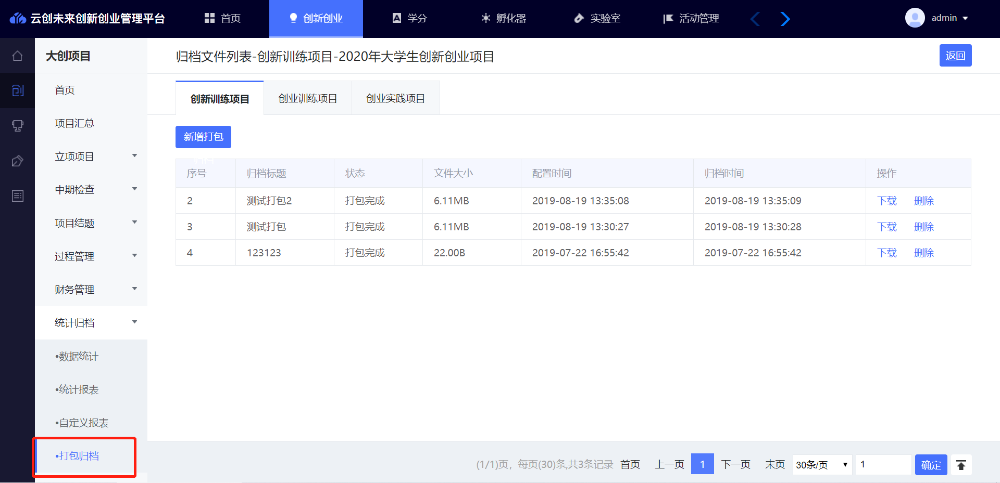 云创未来创新创业管理平台 首页 创新创业 学分 孵化器 实验室 活动管理 admin
大创项目
首页
项目汇总
立项项目
中期检查
项目结题
过程管理
财务管理
统计归档
•数据统计
•统计报表
•自定义报表
•打包归档
归档文件列表-创新训练项目-2020年大学生创新创业项目 返回
创新训练项目 创业训练项目 创业实践项目
新增打包
序号 归档标题 状态 文件大小 配置时间 归档时间 操作
2 测试打包2 打包完成 6.11MB 2019-08-19 13:35:08 2019-08-19 13:35:09 下载 删除
3 测试打包 打包完成 6.11MB 2019-08-19 13:30:27 2019-08-19 13:30:28 下载 删除
4 123123 打包完成 22.00B 2019-07-22 16:55:42 2019-07-22 16:55:42 下载 删除
(1/1)页，每页(30)条,共3条记录 首页 上一页 1 下一页 末页 30条/页 1 确定